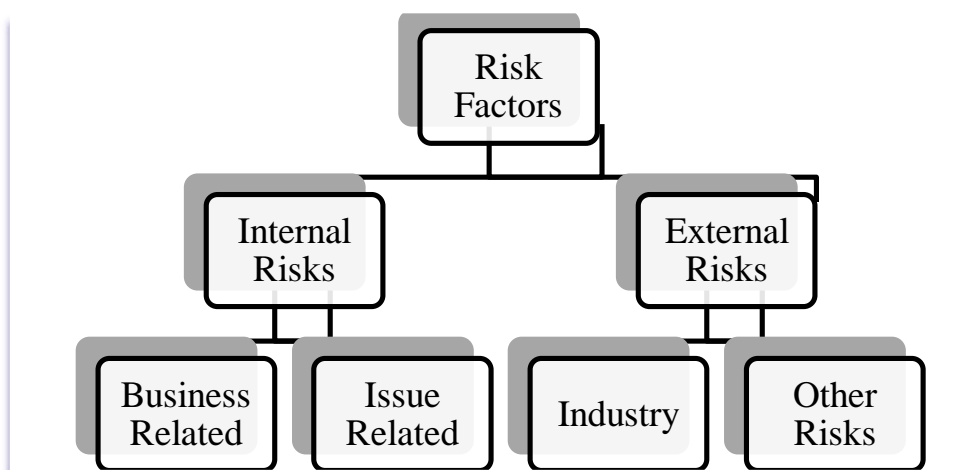 Risk
Factors
Internal
Risks
External
Risks
Business
Related
Issue
Related
Industry
Other
Risks